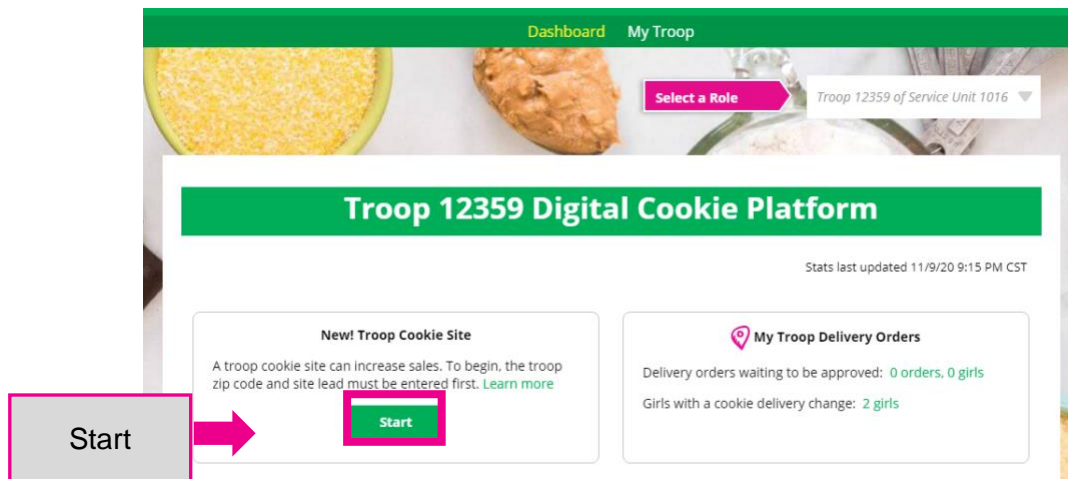 Dashboard My Troop
Select a Role
Troop 12359 of Service Unit 1016
Troop 12359 Digital Cookie Platform
Stats last updated 11/9/20 9:15 PM CST
New! Troop Cookie Site
A troop cookie site can increase sales. To begin, the troop
zip code and site lead must be entered first. Learn more
Start
My Troop Delivery Orders
Delivery orders waiting to be approved: 0 orders, 0 girls
Girls with a cookie delivery change: 2 girls
Start